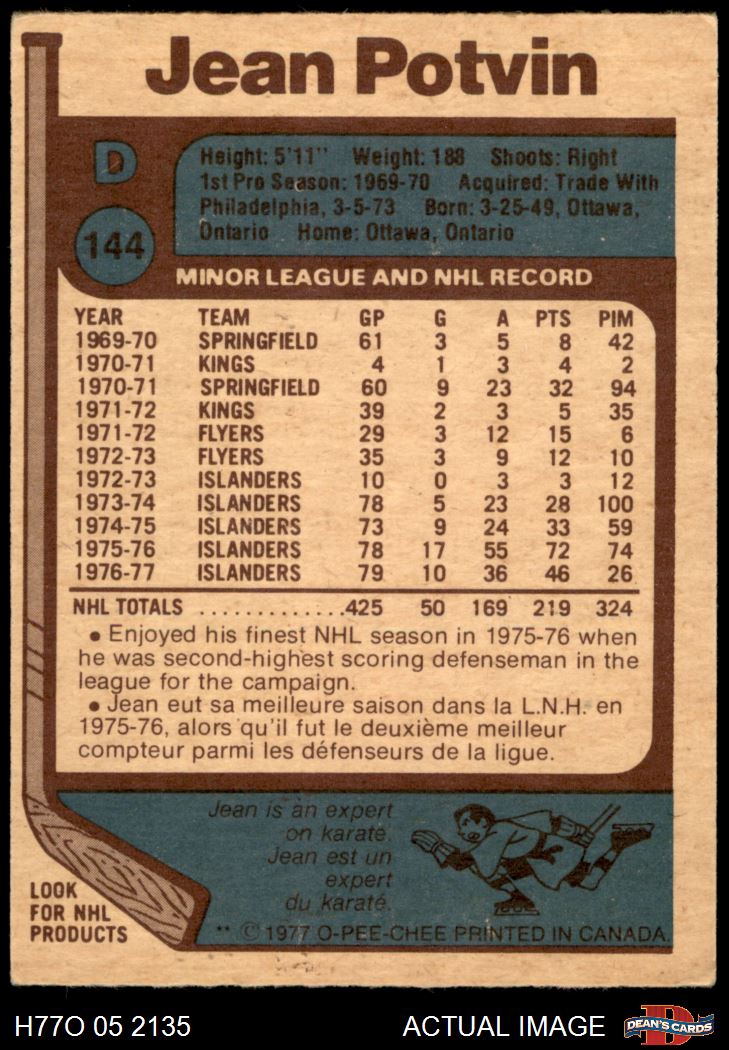 Jean Potvin
D
144
Height: 5'11" Weight: 188 Shoots: Right
1st Pro Season: 1969-70 Acquired: Trade With
Philadelphia, 3-5-73 Born: 3-25-49, Ottawa,
Ontario Home: Ottawa, Ontario
MINOR LEAGUE AND NHL RECORD
YEAR TEAM GP G A PTS PIM
1969-70 SPRINGFIELD 61 3 5 8 42
1970-71 KINGS 4 1 3 4 2
1970-71 SPRINGFIELD 60 9 23 32 94
1971-72 KINGS 39 2 3 5 35
1971-72 FLYERS 29 3 12 15 6
1972-73 FLYERS 35 3 9 12 10
1972-73 ISLANDERS 10 0 3 3 12
1973-74 ISLANDERS 78 5 23 28 100
1974-75 ISLANDERS 73 9 24 33 59
1975-76 ISLANDERS 78 17 55 72 74
1976-77 ISLANDERS 79 10 36 46 26
NHL TOTALS .............425 50 169 219 324
• Enjoyed his finest NHL season in 1975-76 when
he was second-highest scoring defenseman in the
league for the campaign.
• Jean eut sa meilleure saison dans la L.N.H. en
1975-76, alors qu'il fut le deuxième meilleur
compteur parmi les défenseurs de la ligue.
Jean is an expert
on karaté.
Jean est un
expert
du karaté.
LOOK
FOR NHL
PRODUCTS
** © 1977 O-PEE-CHEE PRINTED IN CANADA.
H77O 05 2135 ACTUAL IMAGE
D
DEAN'S CARDS